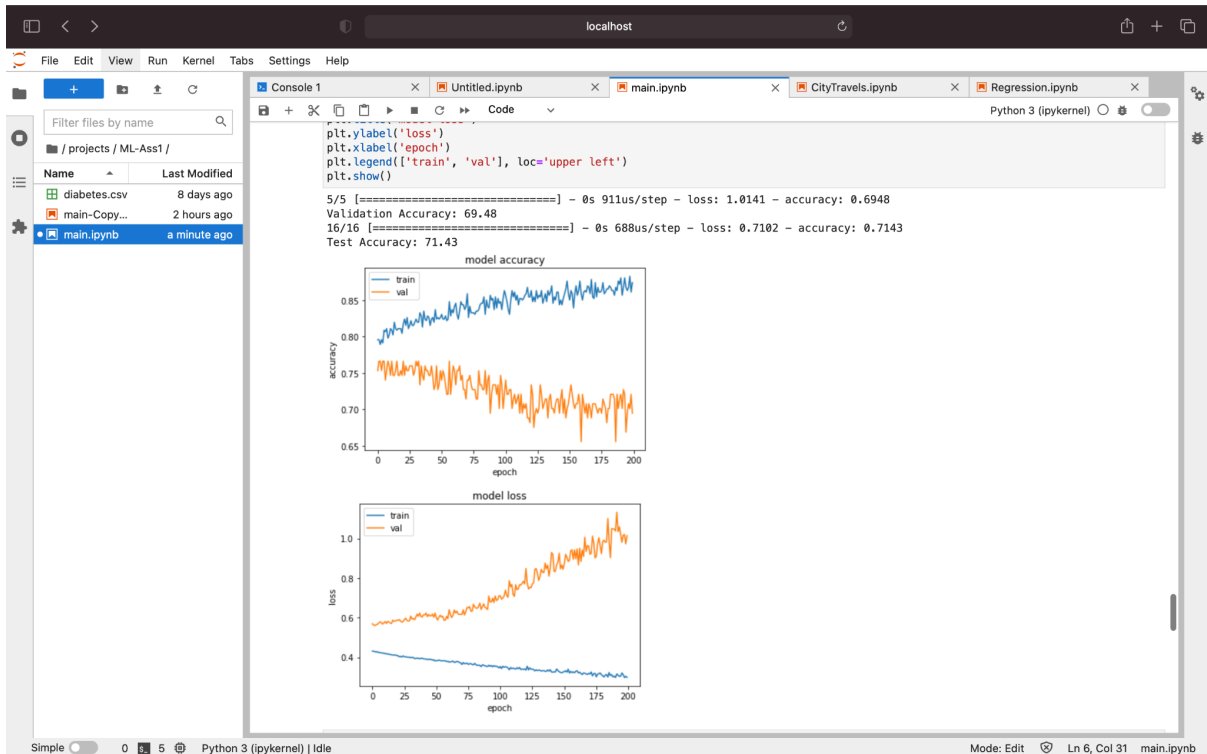 localhost
File Edit View Run Kernel Tabs Settings Help
Filter files by name
/ projects / ML-Ass1 /
Name Last Modified
diabetes.csv 8 days ago
main-Copy... 2 hours ago
main.ipynb a minute ago
Console 1
Untitled.ipynb
main.ipynb
CityTravels.ipynb
Regression.ipynb
Code
Python 3 (ipykernel)
plt.ylabel('loss')
plt.xlabel('epoch')
plt.legend(['train', 'val'], loc='upper left')
plt.show()
5/5 [==============================] – 0s 911us/step – loss: 1.0141 – accuracy: 0.6948
Validation Accuracy: 69.48
16/16 [==============================] – 0s 688us/step – loss: 0.7102 – accuracy: 0.7143
Test Accuracy: 71.43
model accuracy
train
val
0.85
0.80
0.75
0.70
0.65
accuracy
0 25 50 75 100 125 150 175 200
epoch
model loss
train
val
1.0
0.8
0.6
0.4
loss
0 25 50 75 100 125 150 175 200
epoch
Simple 0 5 Python 3 (ipykernel) | Idle
Mode: Edit Ln 6, Col 31 main.ipynb